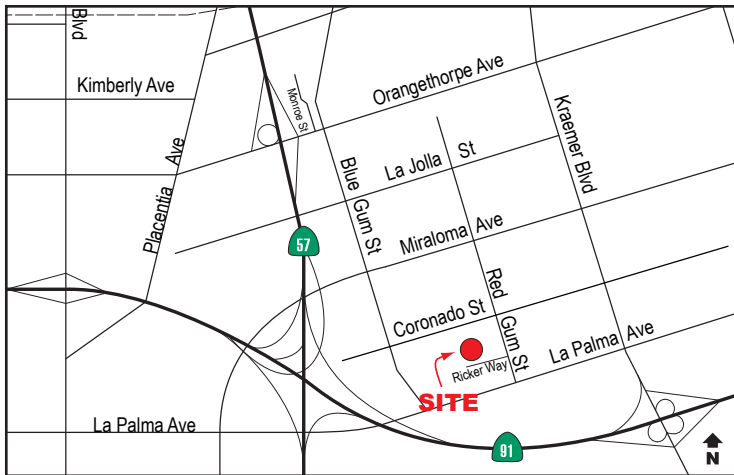 Blvd
Kimberly Ave
Placentia Ave
Monroe St
Orangethorpe Ave
Kraemer Blvd
La Jolla St
Blue Gum St
Miraloma Ave
57
Red Gum St
Coronado St
La Palma Ave
Ricker Way
SITE
La Palma Ave
91
N